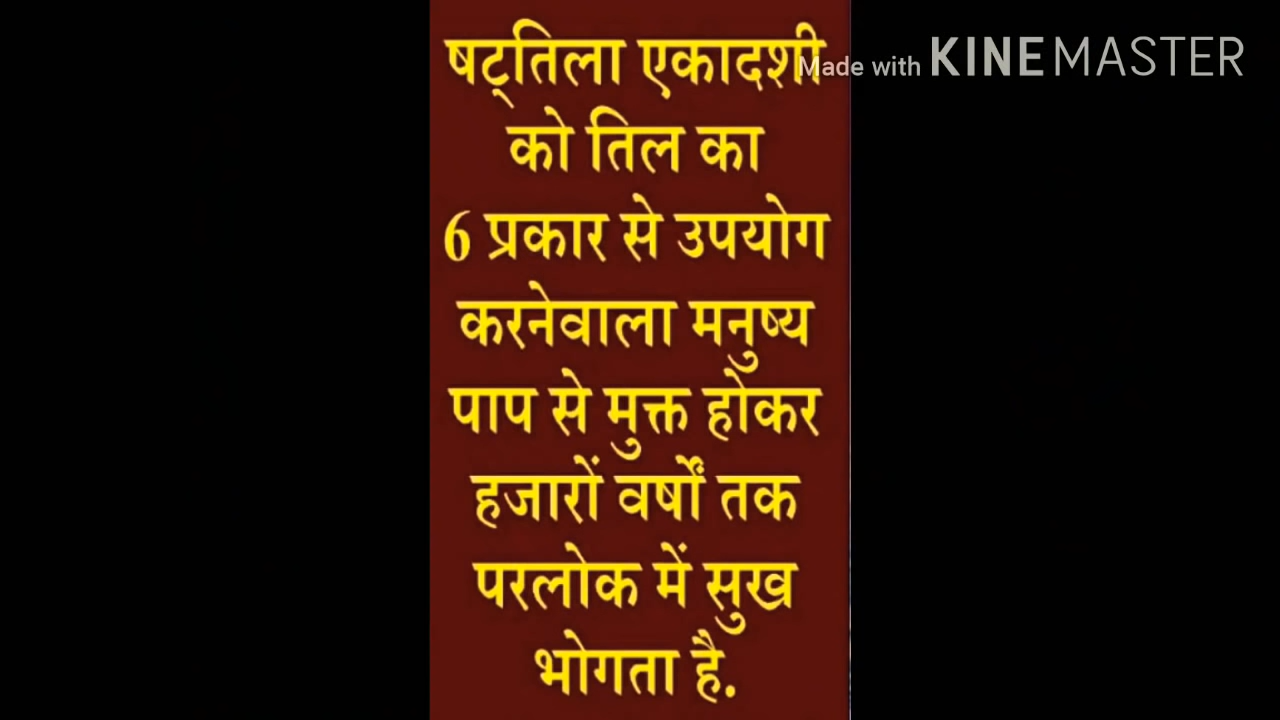 षट्तिला एकादशी
Made with KINEMASTER
को तिल का
6 प्रकार से उपयोग
करनेवाला मनुष्य
पाप से मुक्त होकर
हजारों वर्षों तक
परलोक में सुख
भोगता है.